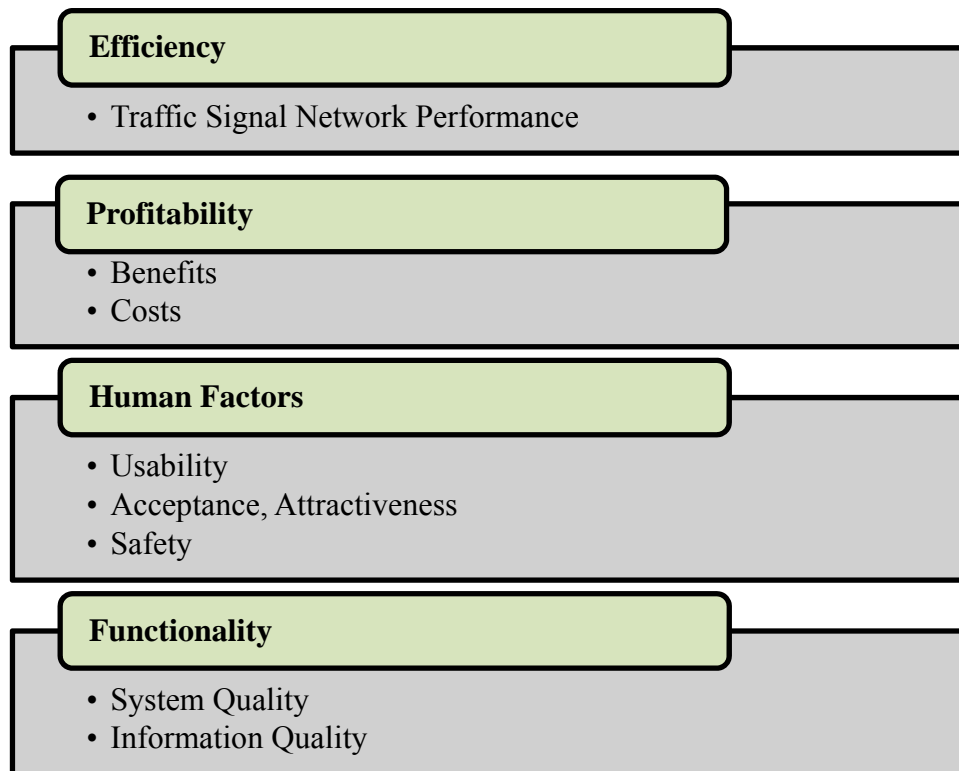 Efficiency
• Traffic Signal Network Performance
Profitability
• Benefits
• Costs
Human Factors
• Usability
• Acceptance, Attractiveness
• Safety
Functionality
• System Quality
• Information Quality